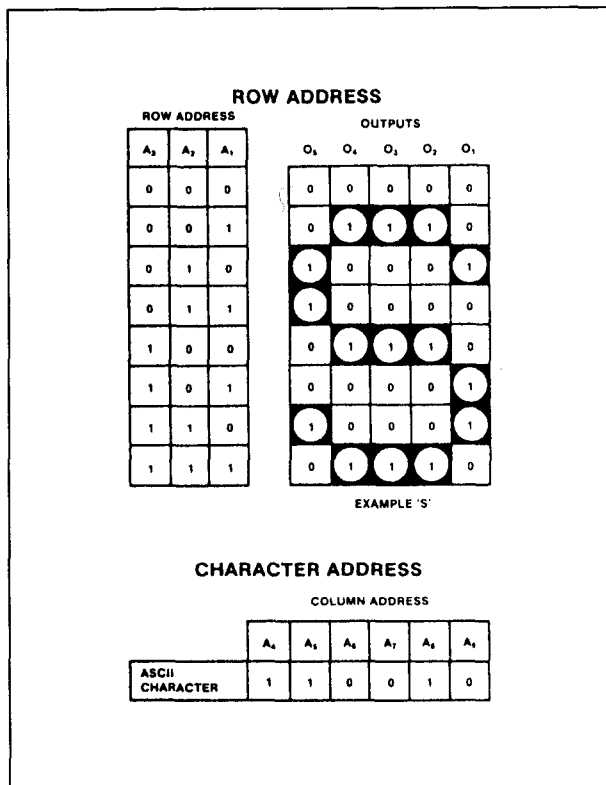 ROW ADDRESS
ROW ADDRESS
OUTPUTS
A₃ A₂ A₁ O₅ O₄ O₃ O₂ O₁
0 0 0 0 0 0 0 0
0 0 1 0 1 1 1 0
0 1 0 1 0 0 0 1
0 1 1 1 0 0 0 0
1 0 0 0 1 1 1 0
1 0 1 0 0 0 0 1
1 1 0 1 0 0 0 1
1 1 1 0 1 1 1 0
EXAMPLE 'S'
CHARACTER ADDRESS
COLUMN ADDRESS
A₄ A₅ A₆ A₇ A₈ A₉
ASCII CHARACTER 1 1 0 0 1 0